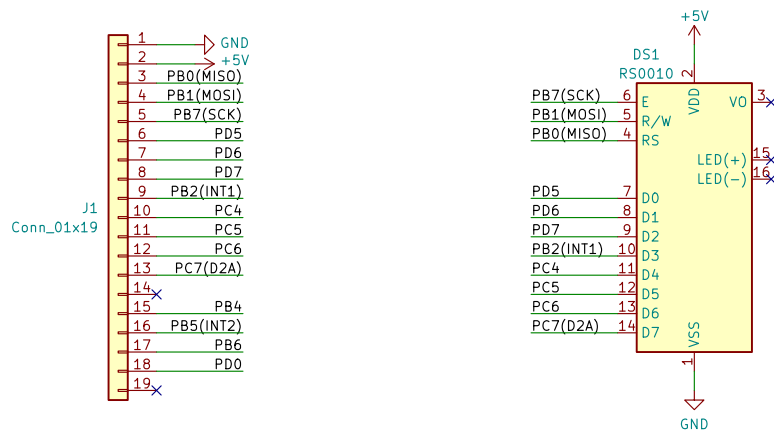 1 GND
2 +5V
3 PB0(MISO)
4 PB1(MOSI)
5 PB7(SCK)
6 PD5
7 PD6
8 PD7
9 PB2(INT1)
10 PC4
11 PC5
12 PC6
13 PC7(D2A)
14
15 PB4
16 PB5(INT2)
17 PB6
18 PD0
19
J1
Conn_01x19
+5V
DS1
RS0010
2
VDD
PB7(SCK) 6 E
PB1(MOSI) 5 R/W
PB0(MISO) 4 RS
PD5 7 D0
PD6 8 D1
PD7 9 D2
PB2(INT1) 10 D3
PC4 11 D4
PC5 12 D5
PC6 13 D6
PC7(D2A) 14 D7
VO 3
LED(+) 15
LED(-) 16
VSS
1
GND